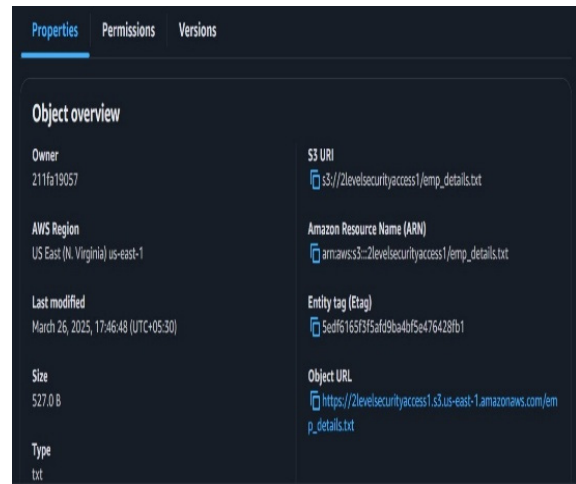 Properties Permissions Versions
Object overview
Owner
211fa19057
AWS Region
US East (N. Virginia) us-east-1
Last modified
March 26, 2025, 17:46:48 (UTC+05:30)
Size
527.0 B
Type
txt
S3 URI
s3://2levelsecurityaccess1/emp_details.txt
Amazon Resource Name (ARN)
arn:aws:s3:::2levelsecurityaccess1/emp_details.txt
Entity tag (Etag)
5edf6165f3f5afd9ba4bf5e476428fb1
Object URL
https://2levelsecurityaccess1.s3.us-east-1.amazonaws.com/em
p_details.txt